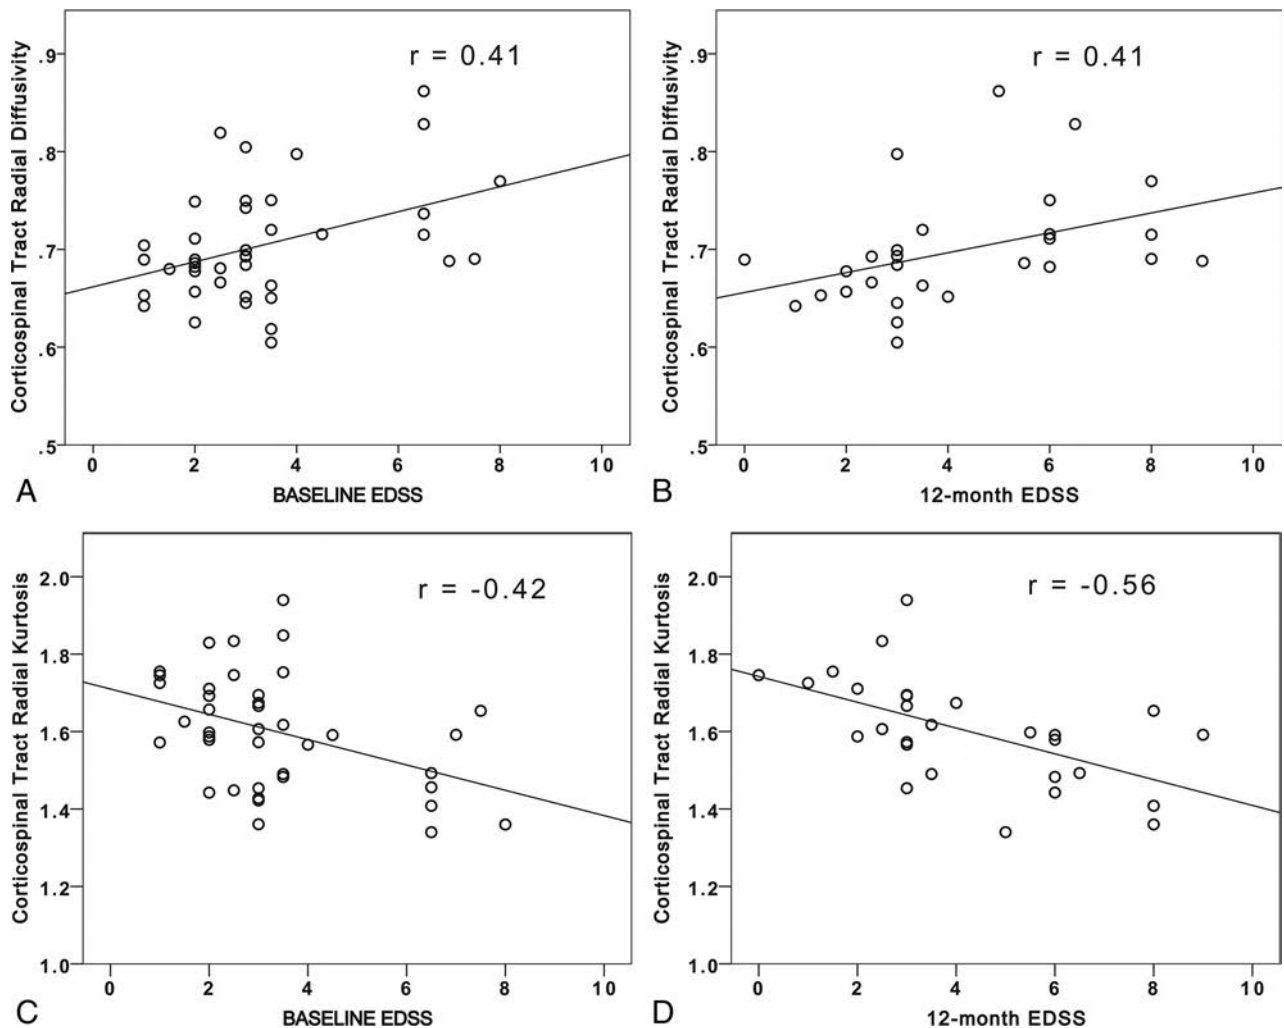 Corticospinal Tract Radial Diffusivity
.9
.8
.7
.6
.5
r = 0.41
0 2 4 6 8 10
A
BASELINE EDSS
Corticospinal Tract Radial Diffusivity
.9
.8
.7
.6
.5
r = 0.41
0 2 4 6 8 10
B
12-month EDSS
Corticospinal Tract Radial Kurtosis
2.0
1.8
1.6
1.4
1.2
1.0
r = -0.42
0 2 4 6 8 10
C
BASELINE EDSS
Corticospinal Tract Radial Kurtosis
2.0
1.8
1.6
1.4
1.2
1.0
r = -0.56
0 2 4 6 8 10
D
12-month EDSS